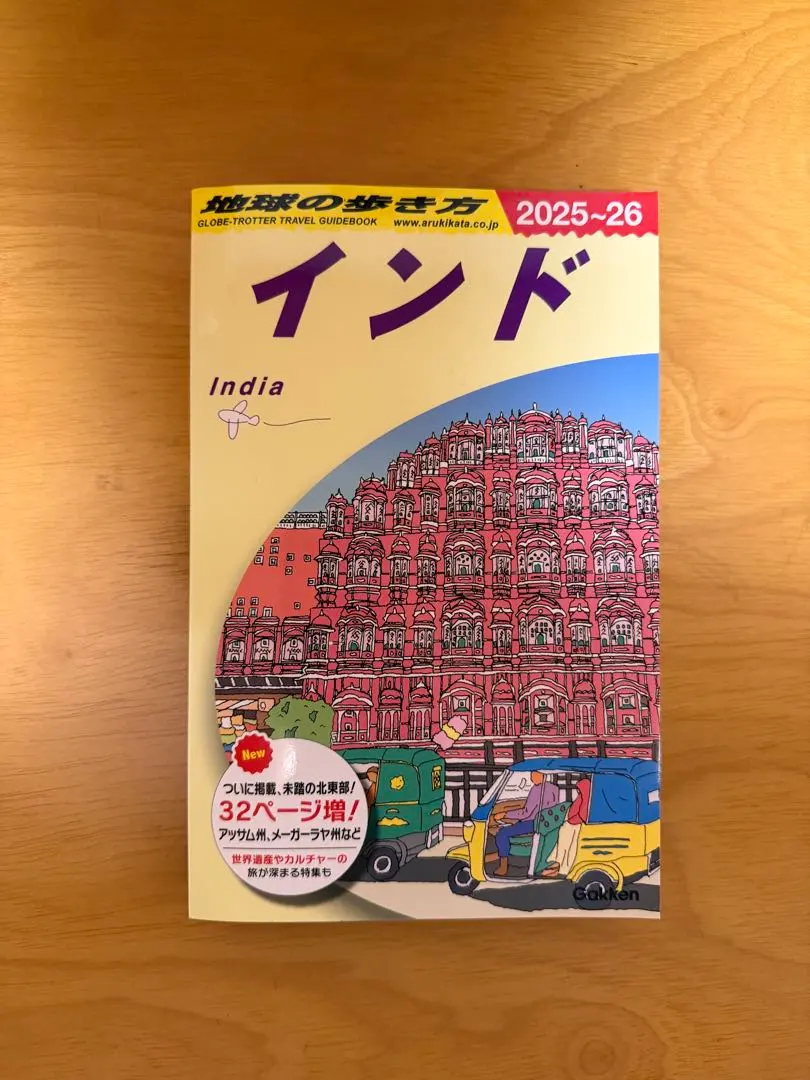 地球の歩き方
GLOBE-TROTTER TRAVEL GUIDEBOOK www.arukikata.co.jp
2025~26
インド
India
New
ついに掲載、未踏の北東部!
32ページ増!
アッサム州、メーガーラヤ州など
世界遺産やカルチャーの
旅が深まる特集も
Gakken